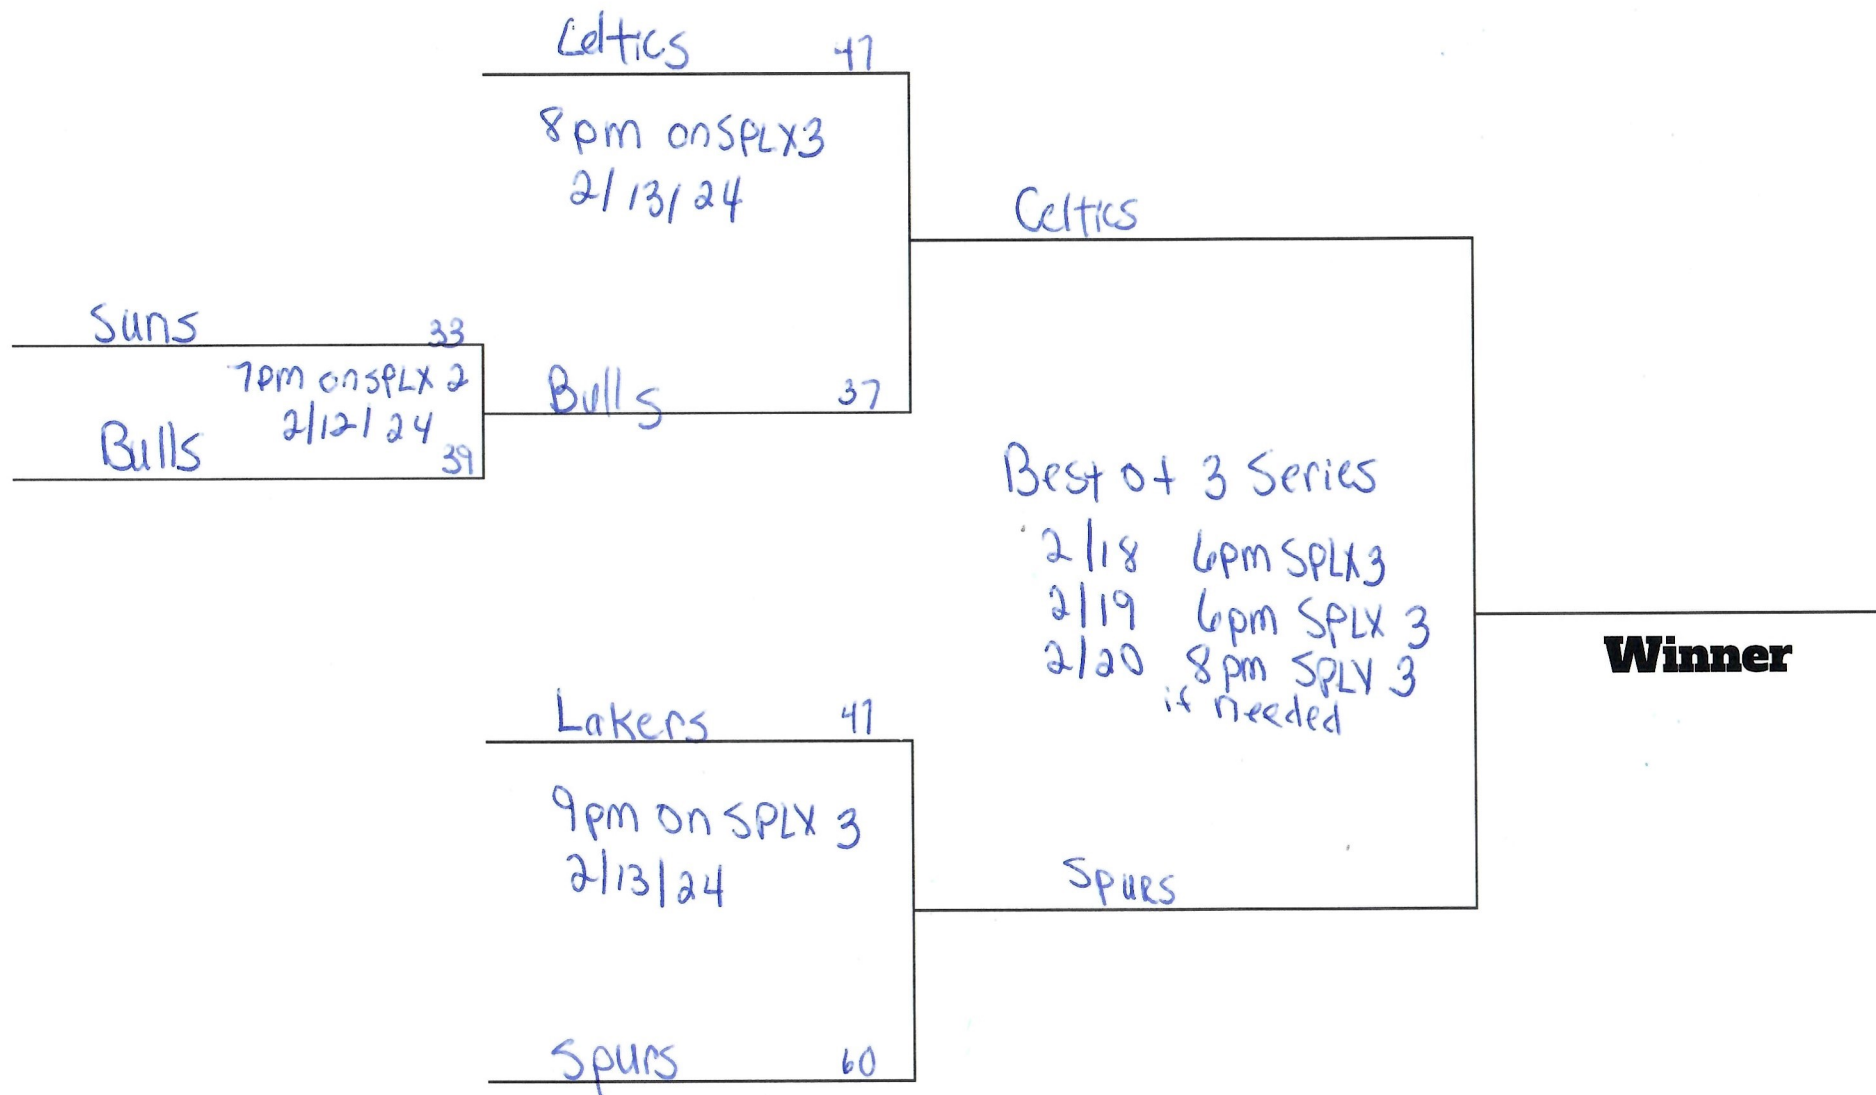 Celtics 47
8pm on SPLX3
2/13/24
Celtics
Suns 33
7pm on SPLX 2
2/12/24
Bulls 39
Bulls 37
Best of 3 Series
2/18 6pm SPLX3
2/19 6pm SPLX 3
2/20 8pm SPLX 3
if needed
Winner
Lakers 47
9pm on SPLX 3
2/13/24
Spurs
Spurs 60